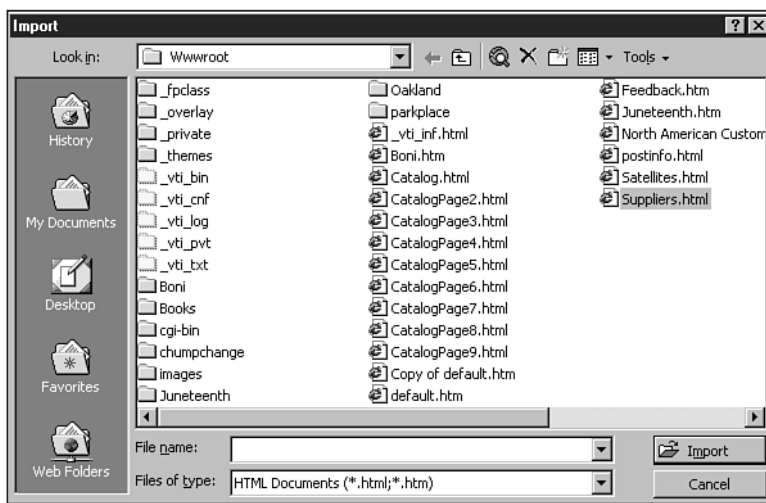 Import
Look in:
Wwwroot
Tools
History
My Documents
Desktop
Favorites
Web Folders
_fpclass
_overlay
_private
_themes
_vti_bin
_vti_cnf
_vti_log
_vti_pvt
_vti_txt
Boni
Books
cgi-bin
chumpchange
images
Juneteenth
Oakland
parkplace
_vti_inf.html
Boni.htm
Catalog.html
CatalogPage2.html
CatalogPage3.html
CatalogPage4.html
CatalogPage5.html
CatalogPage6.html
CatalogPage7.html
CatalogPage8.html
CatalogPage9.html
Copy of default.htm
default.htm
Feedback.htm
Juneteenth.htm
North American Custom
postinfo.html
Satellites.html
Suppliers.html
File name:
Import
Files of type:
HTML Documents (*.html;*.htm)
Cancel